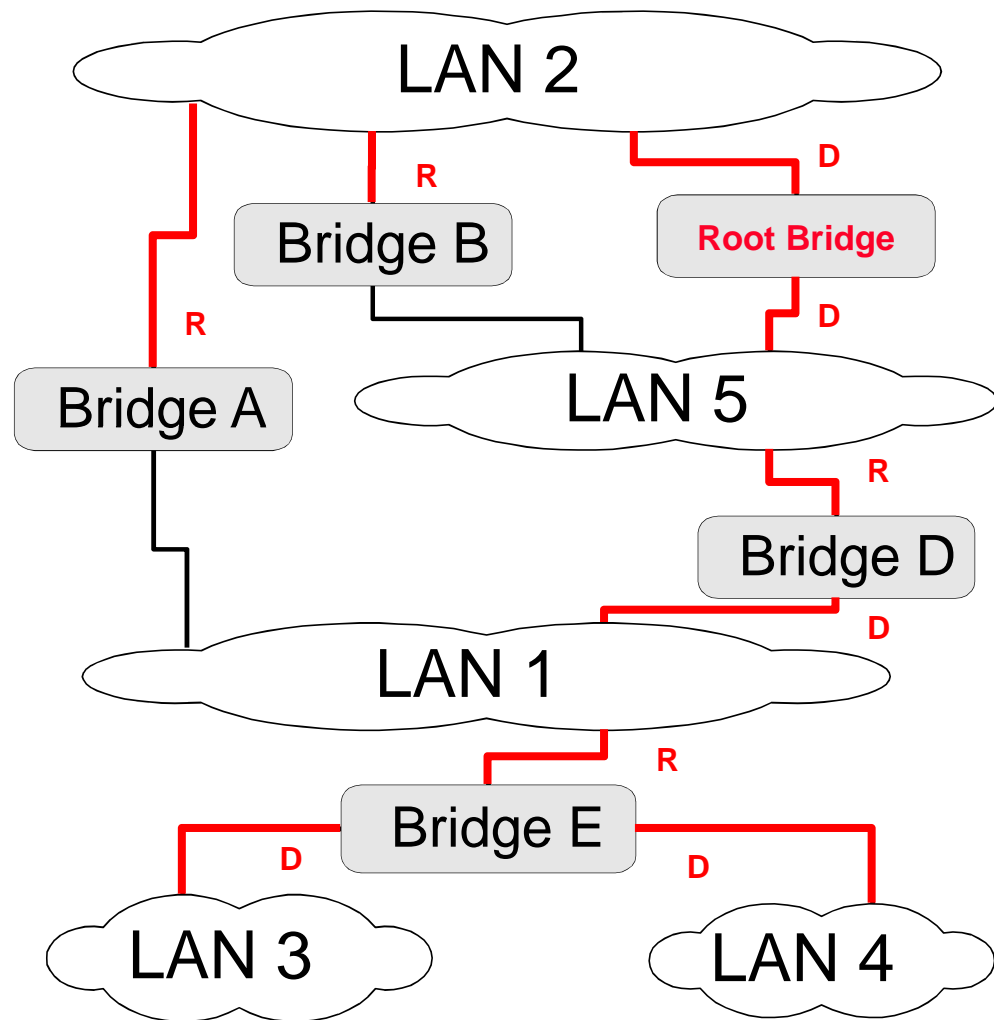 LAN 2
D
R
Bridge B
Root Bridge
R
D
Bridge A
LAN 5
R
Bridge D
D
LAN 1
R
Bridge E
D
D
LAN 3
LAN 4